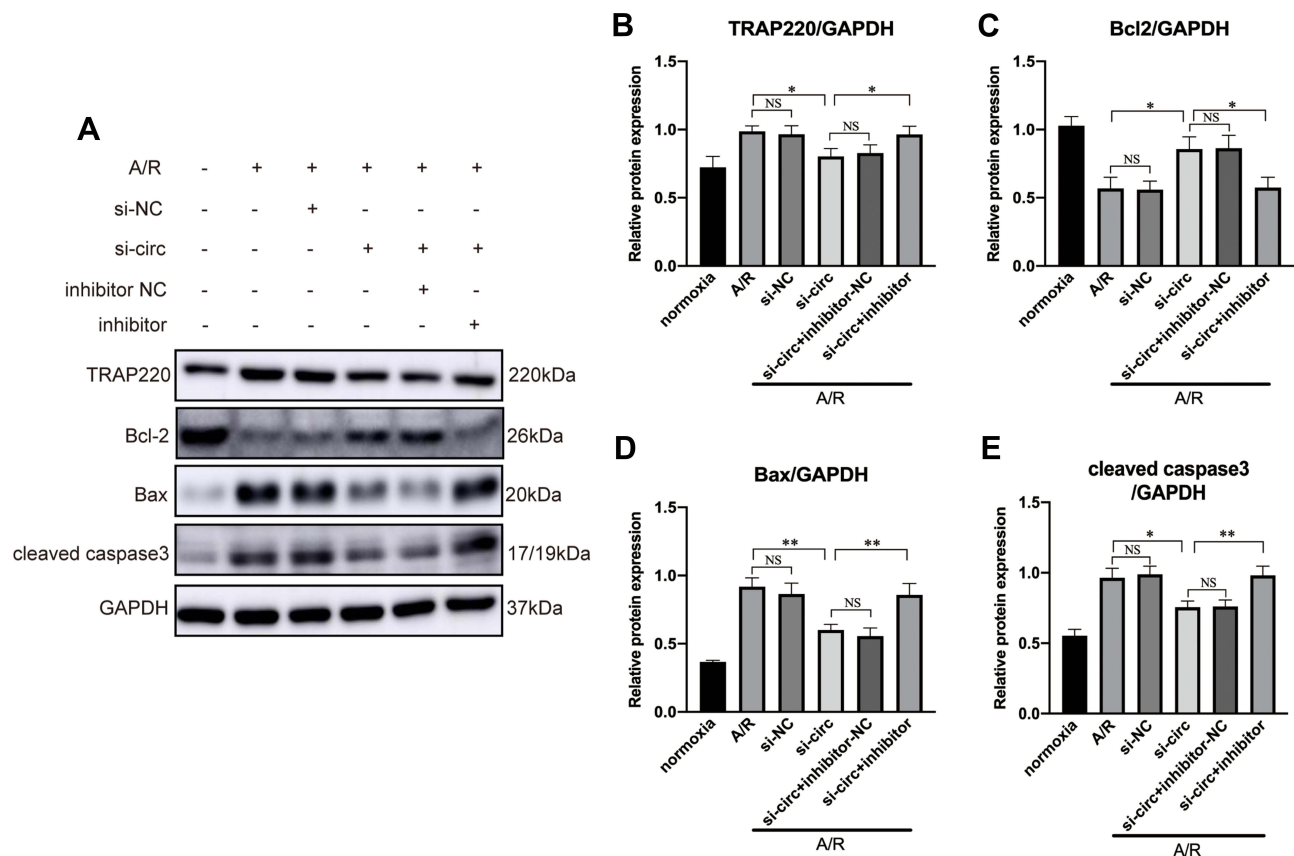 A
A/R - + + + + +
si-NC - - + - - -
si-circ - - - + + +
inhibitor NC - - - - + -
inhibitor - - - - - +
TRAP220 220kDa
Bcl-2 26kDa
Bax 20kDa
cleaved caspase3 17/19kDa
GAPDH 37kDa
B
TRAP220/GAPDH
Relative protein expression
1.5
1.0
0.5
0.0
* *
NS
NS
normoxia
A/R
si-NC
si-circ
si-circ+inhibitor-NC
si-circ+inhibitor
A/R
C
Bcl2/GAPDH
Relative protein expression
1.5
1.0
0.5
0.0
* *
NS
NS
normoxia
A/R
si-NC
si-circ
si-circ+inhibitor-NC
si-circ+inhibitor
A/R
D
Bax/GAPDH
Relative protein expression
1.5
1.0
0.5
0.0
** **
NS
NS
normoxia
A/R
si-NC
si-circ
si-circ+inhibitor-NC
si-circ+inhibitor
A/R
E
cleaved caspase3
/GAPDH
Relative protein expression
1.5
1.0
0.5
0.0
* **
NS
NS
normoxia
A/R
si-NC
si-circ
si-circ+inhibitor-NC
si-circ+inhibitor
A/R